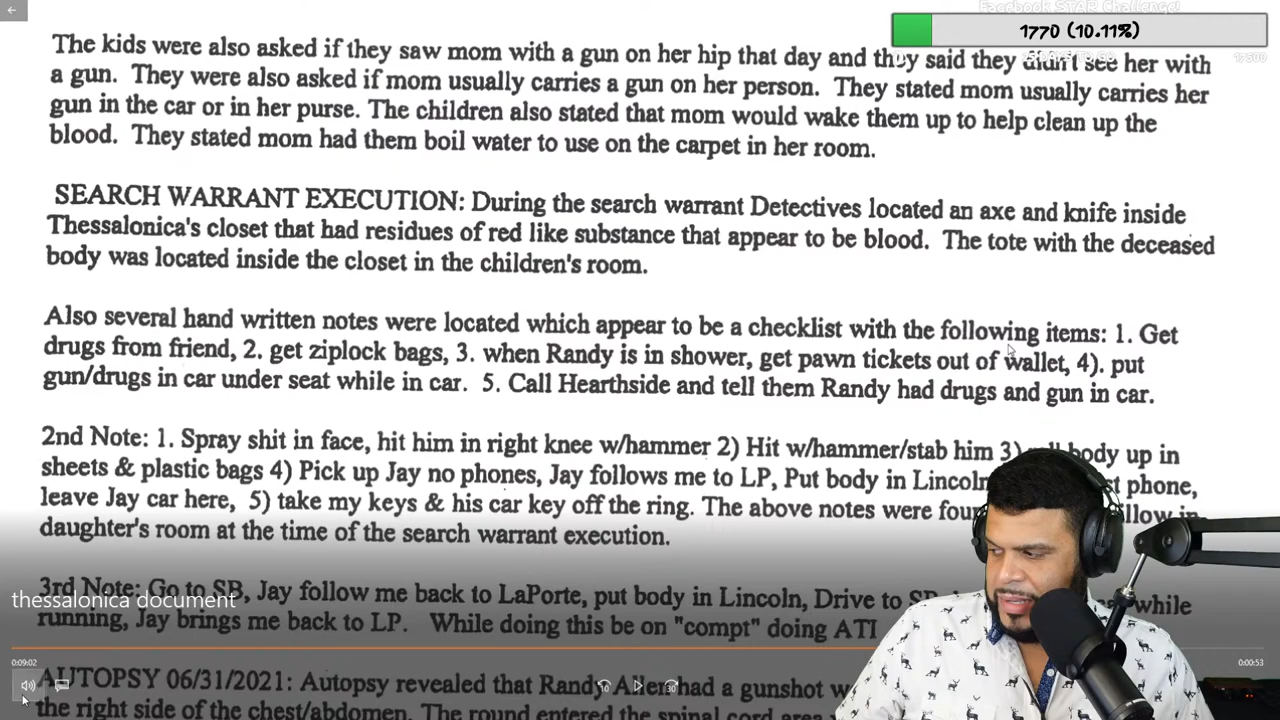 Facebook STAR Challenge!
1770 (10.11%)
17500
The kids were also asked if they saw mom with a gun on her hip that day and they said they didn't see her with
a gun. They were also asked if mom usually carries a gun on her person. They stated mom usually carries her
gun in the car or in her purse. The children also stated that mom would wake them up to help clean up the
blood. They stated mom had them boil water to use on the carpet in her room.
SEARCH WARRANT EXECUTION: During the search warrant Detectives located an axe and knife inside
Thessalonica's closet that had residues of red like substance that appear to be blood. The tote with the deceased
body was located inside the closet in the children's room.
Also several hand written notes were located which appear to be a checklist with the following items: 1. Get
drugs from friend, 2. get ziplock bags, 3. when Randy is in shower, get pawn tickets out of wallet, 4). put
gun/drugs in car under seat while in car. 5. Call Hearthside and tell them Randy had drugs and gun in car.
2nd Note: 1. Spray shit in face, hit him in right knee w/hammer 2) Hit w/hammer/stab him 3) body up in
sheets & plastic bags 4) Pick up Jay no phones, Jay follows me to LP, Put body in Lincoln phone,
leave Jay car here, 5) take my keys & his car key off the ring. The above notes were in
daughter's room at the time of the search warrant execution.
3rd Note: Go to SB, Jay follow me back to LaPorte, put body in Lincoln, Drive to while
thessalonica document
running, Jay brings me back to LP. While doing this be on "compt" doing ATI
0:09:02
0:00:53
10
30
AUTOPSY 06/31/2021: Autopsy revealed that Randy Allen had a gunshot
the right side of the chest/abdomen. The round entered the spinal cord area